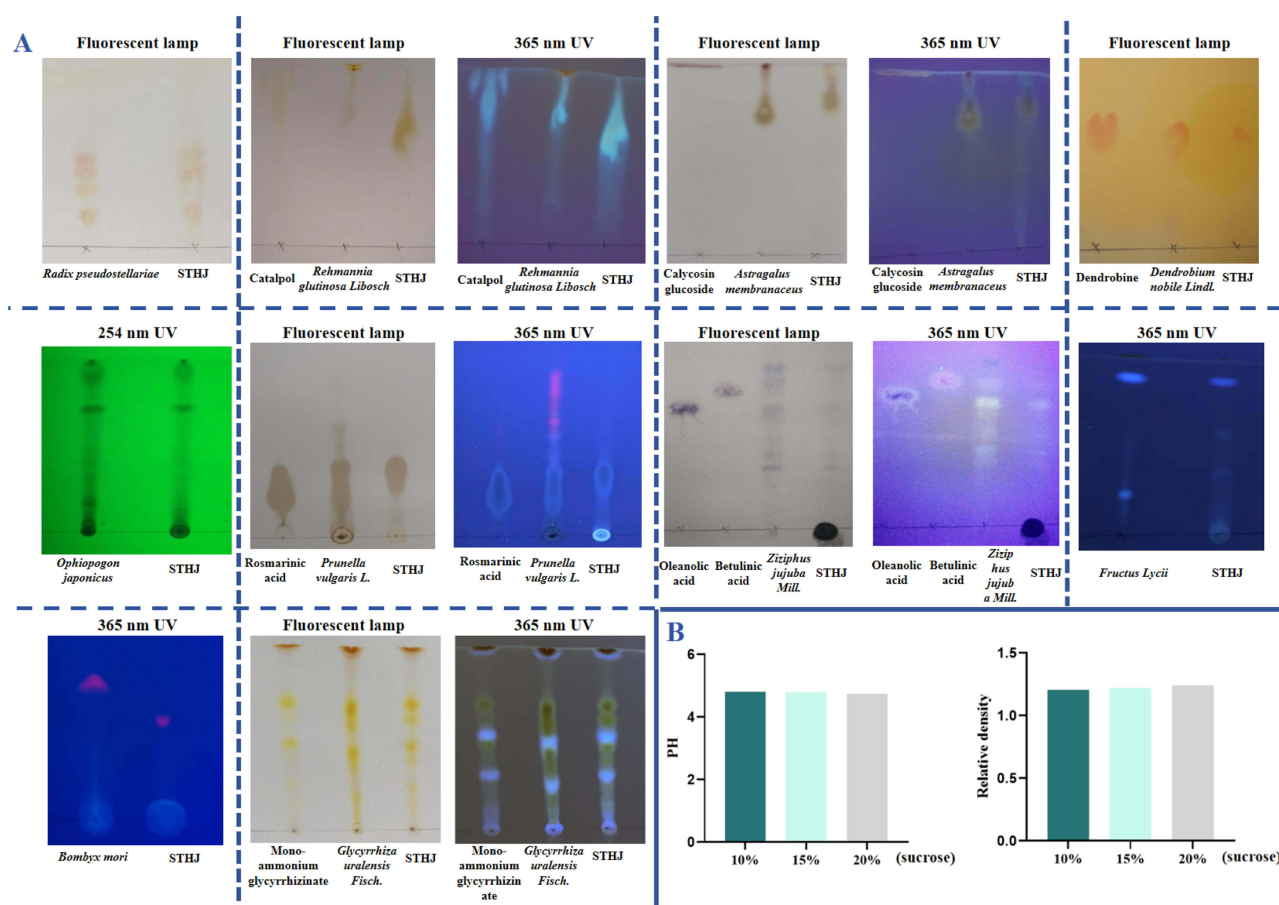 A
Fluorescent lamp
Radix pseudostellariae STHJ
Fluorescent lamp 365 nm UV
Catalpol Rehmannia glutinosa Libosch STHJ
Catalpol Rehmannia glutinosa Libosch STHJ
Fluorescent lamp 365 nm UV
Calycosin glucoside Astragalus membranaceus STHJ
Calycosin glucoside Astragalus membranaceus STHJ
Fluorescent lamp
Dendrobine Dendrobium nobile Lindl. STHJ
254 nm UV
Ophiopogon japonicus STHJ
Fluorescent lamp 365 nm UV
Rosmarinic acid Prunella vulgaris L. STHJ
Rosmarinic acid Prunella vulgaris L. STHJ
Fluorescent lamp 365 nm UV
Oleanolic acid Betulinic acid Ziziphus jujuba Mill. STHJ
Oleanolic acid Betulinic acid Zizip hus jujub a Mill. STHJ
365 nm UV
Fructus Lycii STHJ
365 nm UV
Bombyx mori STHJ
Fluorescent lamp 365 nm UV
Mono-ammonium glycyrrhizinate Glycyrrhiza uralensis Fisch. STHJ
Mono-ammonium glycyrrhizin ate Glycyrrhiza uralensis Fisch. STHJ
B
PH
6
4
2
0
10% 15% 20% (sucrose)
Relative density
1.5
1.0
0.5
0.0
10% 15% 20% (sucrose)